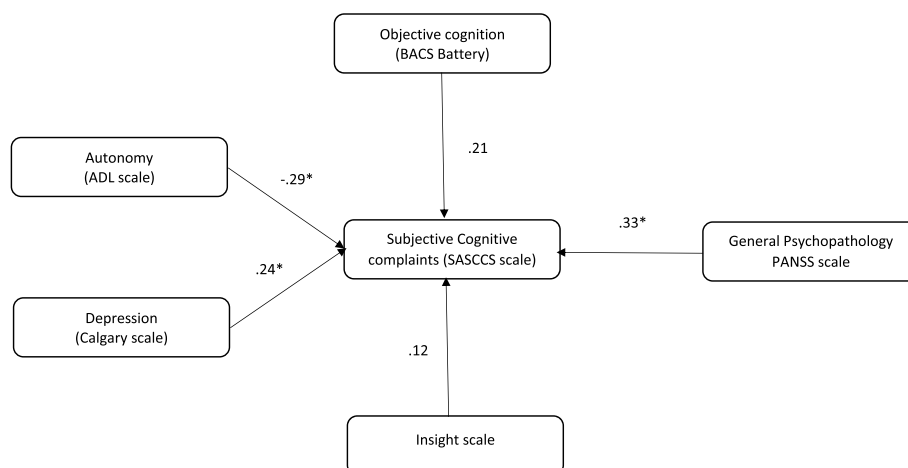 Objective cognition
(BACS Battery)
.21
Autonomy
(ADL scale)
-.29*
Subjective Cognitive
complaints (SASCCS scale)
.33*
General Psychopathology
PANSS scale
.24*
Depression
(Calgary scale)
.12
Insight scale